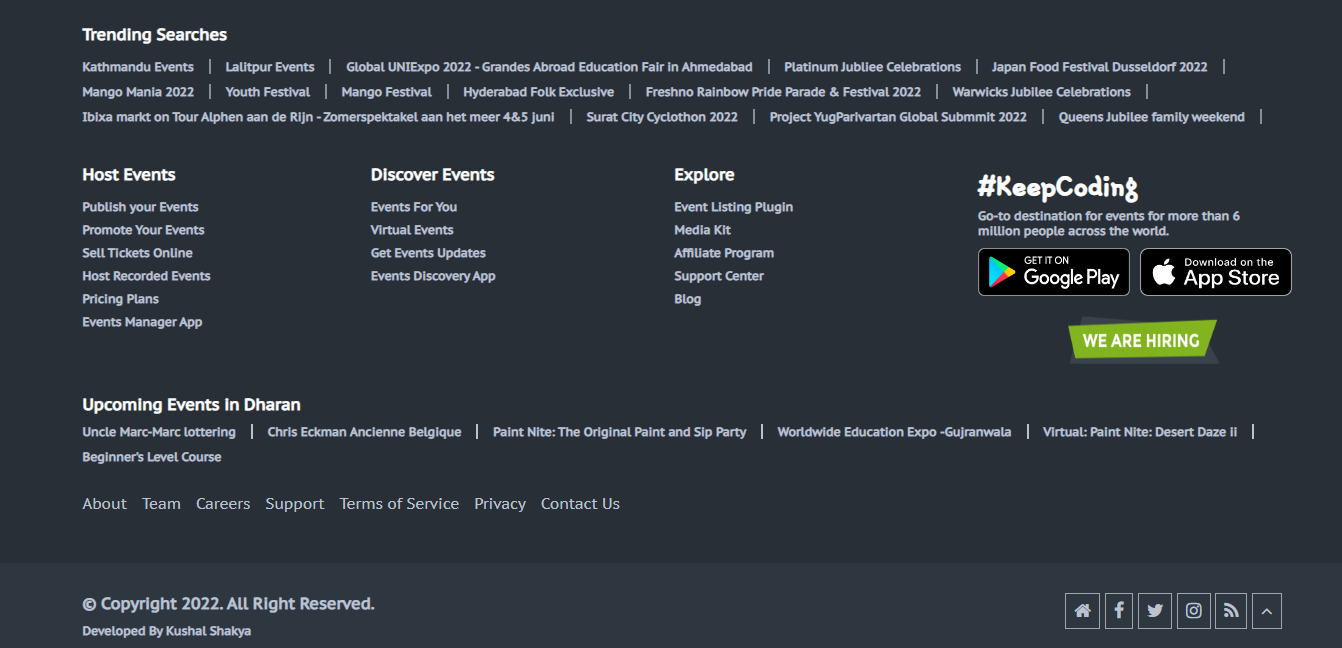 Trending Searches
Kathmandu Events | Lalitpur Events | Global UNIExpo 2022 - Grandes Abroad Education Fair in Ahmedabad | Platinum Jubliee Celebrations | Japan Food Festival Dusseldorf 2022 |
Mango Mania 2022 | Youth Festival | Mango Festival | Hyderabad Folk Exclusive | Freshno Rainbow Pride Parade & Festival 2022 | Warwicks Jubilee Celebrations |
Ibixa markt on Tour Alphen aan de Rijn - Zomerspektakel aan het meer 4&5 juni | Surat City Cyclothon 2022 | Project YugParivartan Global Submmit 2022 | Queens Jubilee family weekend |
Host Events
Publish your Events
Promote Your Events
Sell Tickets Online
Host Recorded Events
Pricing Plans
Events Manager App
Discover Events
Events For You
Virtual Events
Get Events Updates
Events Discovery App
Explore
Event Listing Plugin
Media Kit
Affiliate Program
Support Center
Blog
#KeepCoding
Go-to destination for events for more than 6
million people across the world.
GET IT ON
Google Play
Download on the
App Store
WE ARE HIRING
Upcoming Events in Dharan
Uncle Marc-Marc lottering | Chris Eckman Ancienne Belgique | Paint Nite: The Original Paint and Sip Party | Worldwide Education Expo -Gujranwala | Virtual: Paint Nite: Desert Daze ii |
Beginner's Level Course
About Team Careers Support Terms of Service Privacy Contact Us
© Copyright 2022. All Right Reserved.
Developed By Kushal Shakya